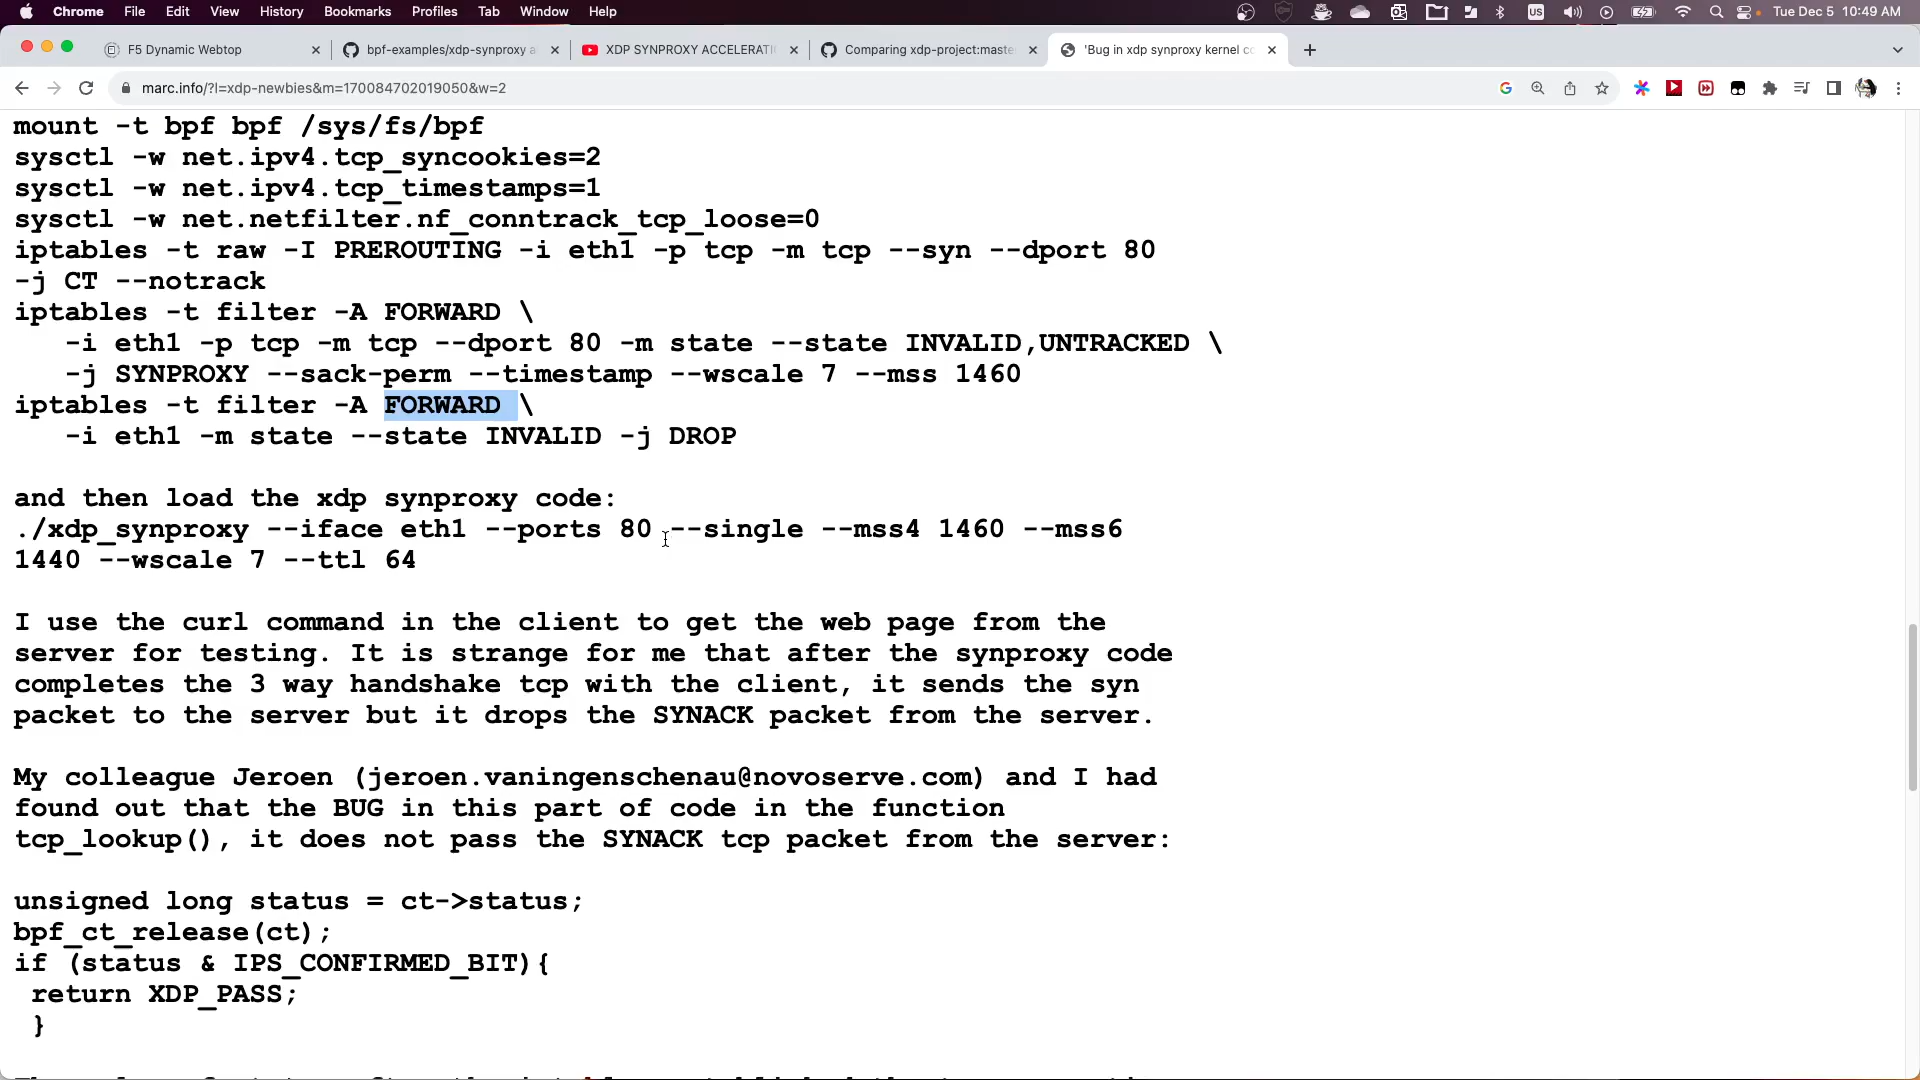 Chrome File Edit View History Bookmarks Profiles Tab Window Help US Tue Dec 5 10:49 AM
F5 Dynamic Webtop bpf-examples/xdp-synproxy a XDP SYNPROXY ACCELERATI Comparing xdp-project:maste 'Bug in xdp synproxy kernel co
marc.info/?l=xdp-newbies&m=170084702019050&w=2
mount -t bpf bpf /sys/fs/bpf
sysctl -w net.ipv4.tcp_syncookies=2
sysctl -w net.ipv4.tcp_timestamps=1
sysctl -w net.netfilter.nf_conntrack_tcp_loose=0
iptables -t raw -I PREROUTING -i eth1 -p tcp -m tcp --syn --dport 80
-j CT --notrack
iptables -t filter -A FORWARD \
-i eth1 -p tcp -m tcp --dport 80 -m state --state INVALID,UNTRACKED \
-j SYNPROXY --sack-perm --timestamp --wscale 7 --mss 1460
iptables -t filter -A FORWARD \
-i eth1 -m state --state INVALID -j DROP
and then load the xdp synproxy code:
./xdp_synproxy --iface eth1 --ports 80 --single --mss4 1460 --mss6
1440 --wscale 7 --ttl 64
I use the curl command in the client to get the web page from the
server for testing. It is strange for me that after the synproxy code
completes the 3 way handshake tcp with the client, it sends the syn
packet to the server but it drops the SYNACK packet from the server.
My colleague Jeroen (jeroen.vaningenschenau@novoserve.com) and I had
found out that the BUG in this part of code in the function
tcp_lookup(), it does not pass the SYNACK tcp packet from the server:
unsigned long status = ct->status;
bpf_ct_release(ct);
if (status & IPS_CONFIRMED_BIT){
return XDP_PASS;
}